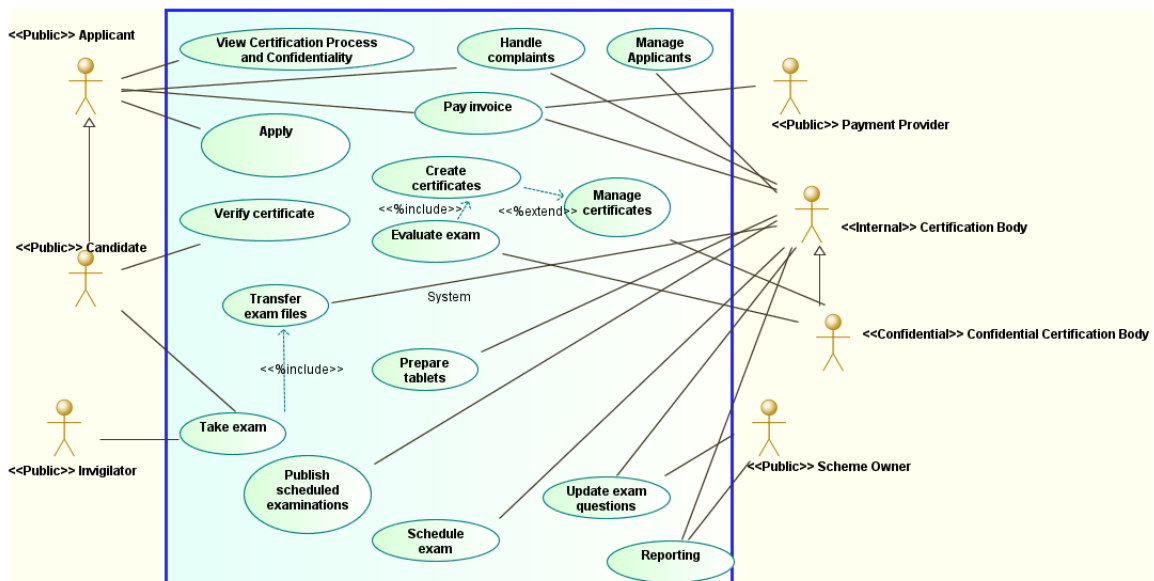 <<Public>> Applicant
View Certification Process
and Confidentiality
Handle
complaints
Manage
Applicants
Pay invoice
<<Public>> Payment Provider
Apply
Create
certificates
Manage
certificates
<<%include>>
<<%extend>>
Verify certificate
Evaluate exam
<<Internal>> Certification Body
<<Public>> Candidate
System
Transfer
exam files
<<Confidential>> Confidential Certification Body
<<%include>>
Prepare
tablets
Take exam
<<Public>> Invigilator
<<Public>> Scheme Owner
Publish
scheduled
examinations
Update exam
questions
Schedule
exam
Reporting